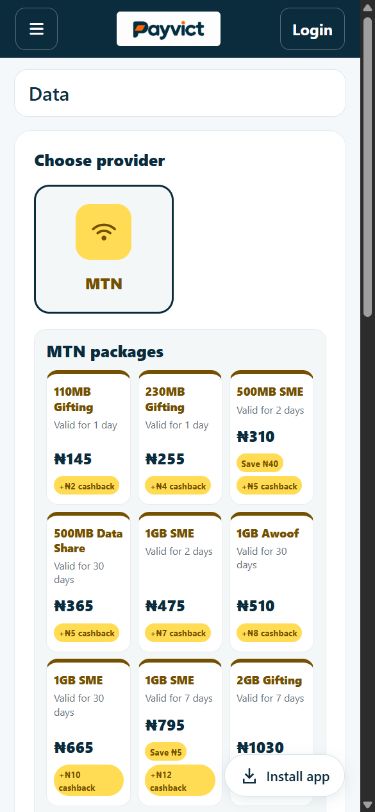 Payvict
Login
Data
Choose provider
MTN
MTN packages
110MB
Gifting
Valid for 1 day
₦145
+₦2 cashback
230MB
Gifting
Valid for 1 day
₦255
+₦4 cashback
500MB SME
Valid for 2 days
₦310
Save ₦40
+₦5 cashback
500MB Data
Share
Valid for 30
days
₦365
+₦5 cashback
1GB SME
Valid for 2 days
₦475
+₦7 cashback
1GB Awoof
Valid for 30
days
₦510
+₦8 cashback
1GB SME
Valid for 30
days
₦665
+₦10
cashback
1GB SME
Valid for 7 days
₦795
Save ₦5
+₦12
cashback
2GB Gifting
Valid for 7 days
₦1030
Install app